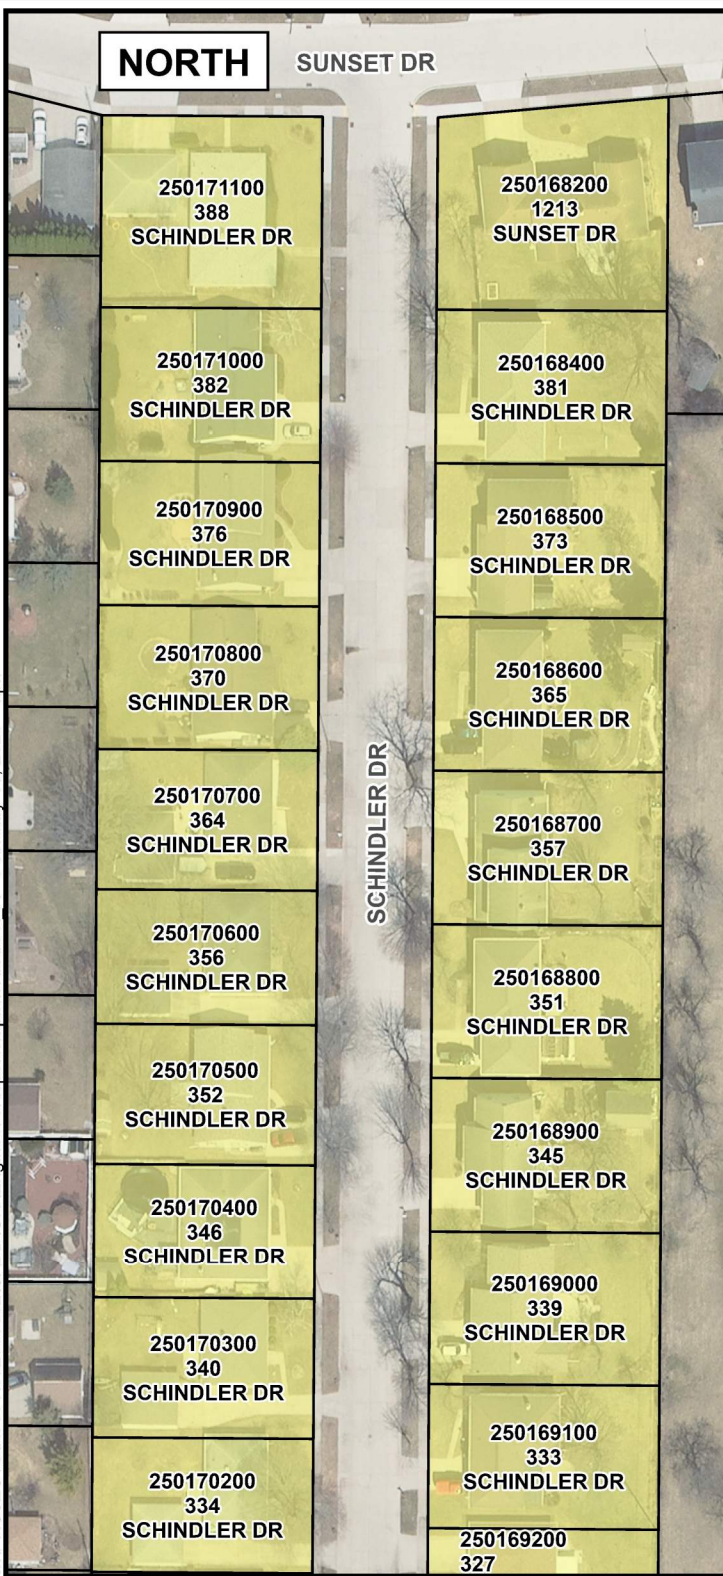 NORTH
SUNSET DR
250171100
388
SCHINDLER DR
250171000
382
SCHINDLER DR
250170900
376
SCHINDLER DR
250170800
370
SCHINDLER DR
250170700
364
SCHINDLER DR
250170600
356
SCHINDLER DR
250170500
352
SCHINDLER DR
250170400
346
SCHINDLER DR
250170300
340
SCHINDLER DR
250170200
334
SCHINDLER DR
SCHINDLER DR
250168200
1213
SUNSET DR
250168400
381
SCHINDLER DR
250168500
373
SCHINDLER DR
250168600
365
SCHINDLER DR
250168700
357
SCHINDLER DR
250168800
351
SCHINDLER DR
250168900
345
SCHINDLER DR
250169000
339
SCHINDLER DR
250169100
333
SCHINDLER DR
250169200
327